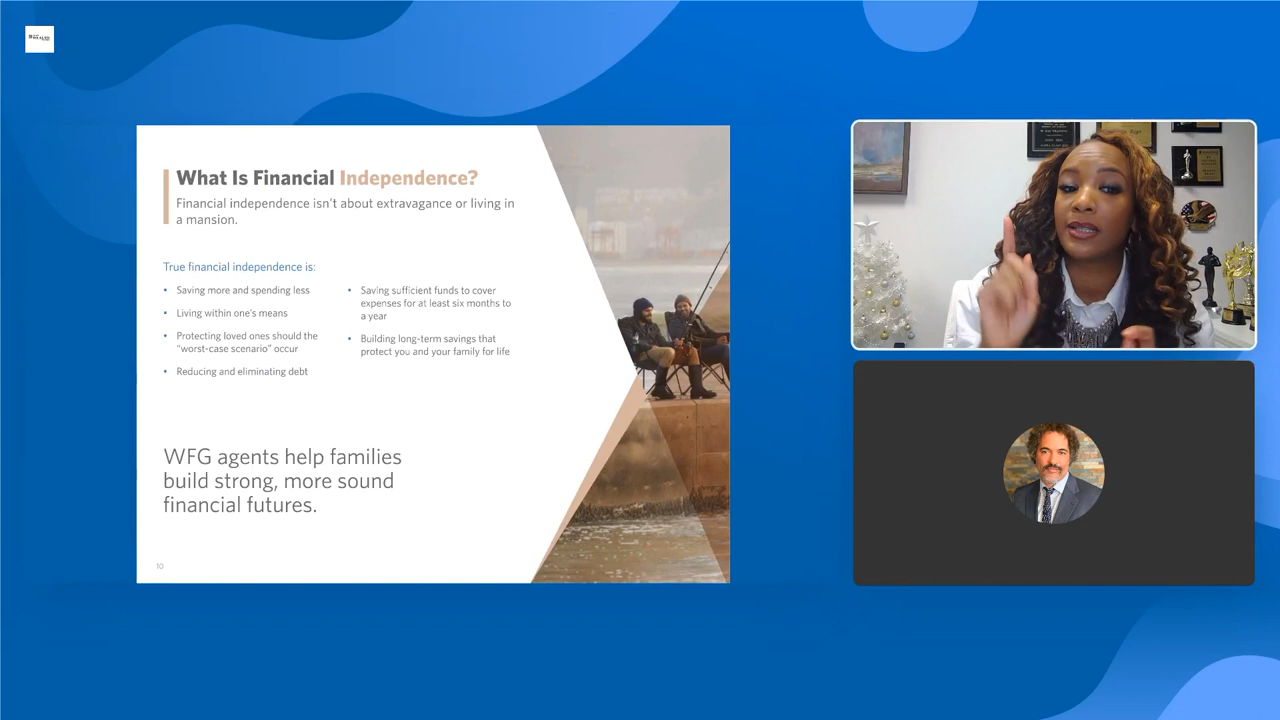 What Is Financial Independence?
Financial independence isn't about extravagance or living in
a mansion.
True financial independence is:
• Saving more and spending less
• Living within one's means
• Protecting loved ones should the
"worst-case scenario" occur
• Reducing and eliminating debt
• Saving sufficient funds to cover
expenses for at least six months to
a year
• Building long-term savings that
protect you and your family for life
WFG agents help families
build strong, more sound
financial futures.
10